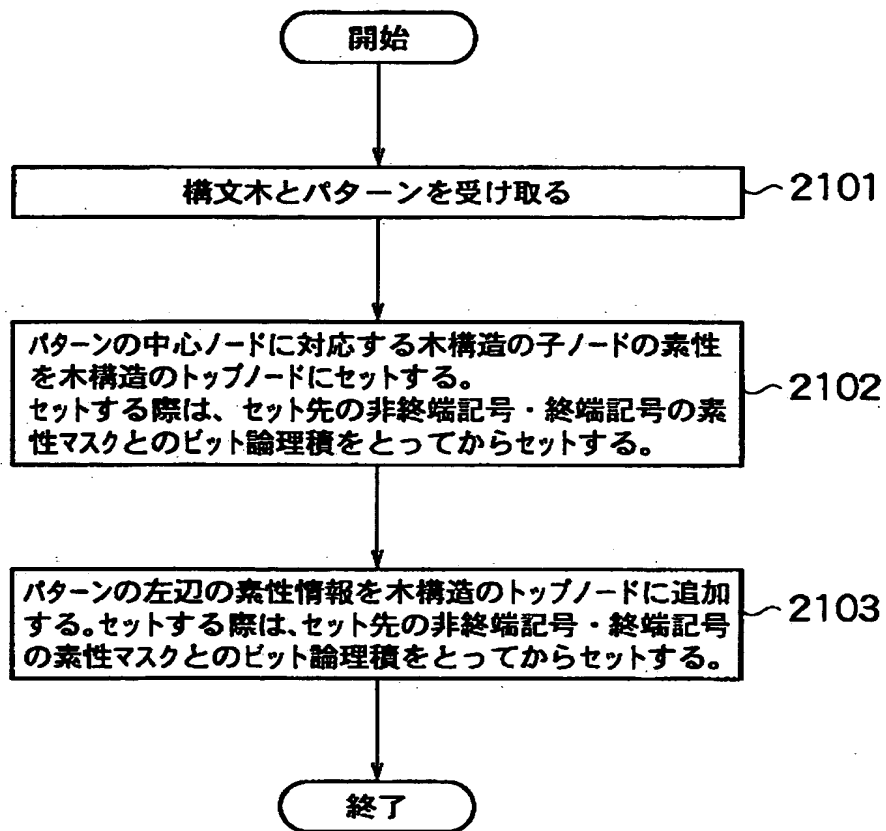 開始
構文木とパターンを受け取る
2101
パターンの中心ノードに対応する木構造の子ノードの素性
を木構造のトップノードにセットする。
セットする際は、セット先の非終端記号・終端記号の素
性マスクとのビット論理積をとってからセットする。
2102
パターンの左辺の素性情報を木構造のトップノードに追加
する。セットする際は、セット先の非終端記号・終端記号
の素性マスクとのビット論理積をとってからセットする。
2103
終了